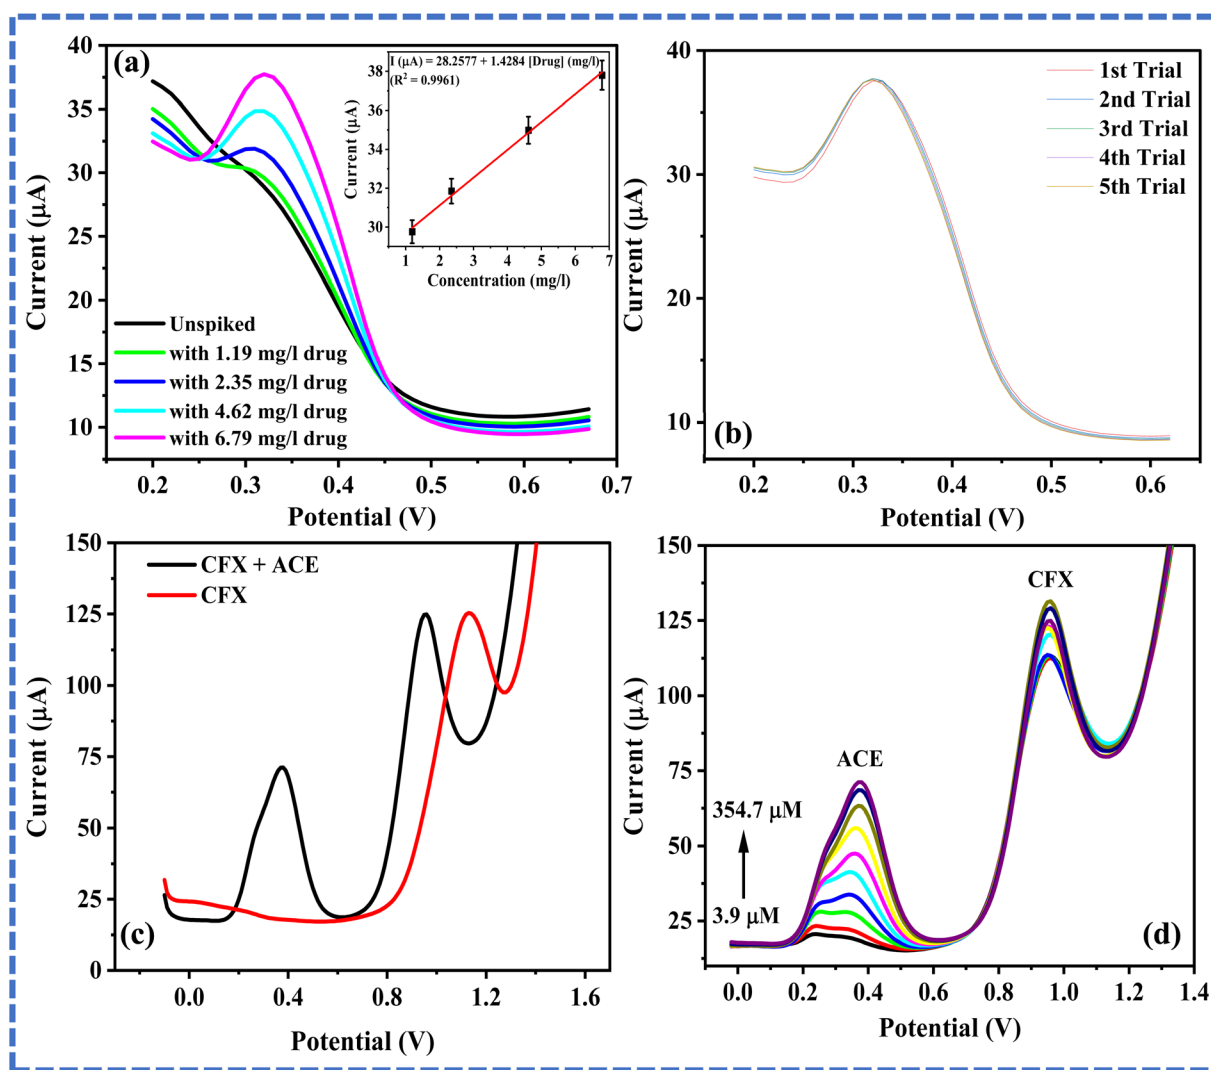 (a)
40
35
30
25
20
15
10
0.2
0.3
0.4
0.5
0.6
0.7
Current (µA)
Potential (V)
Unspiked
with 1.19 mg/l drug
with 2.35 mg/l drug
with 4.62 mg/l drug
with 6.79 mg/l drug
I (µA) = 28.2577 + 1.4284 [Drug] (mg/l)
(R² = 0.9961)
38
36
34
32
30
1
2
3
4
5
6
7
Current (µA)
Concentration (mg/l)
40
30
20
10
0.2
0.3
0.4
0.5
0.6
Current (µA)
Potential (V)
1st Trial
2nd Trial
3rd Trial
4th Trial
5th Trial
(b)
150
125
100
75
50
25
0
0.0
0.4
0.8
1.2
1.6
Current (µA)
Potential (V)
CFX + ACE
CFX
(c)
150
125
100
75
50
25
0.0
0.2
0.4
0.6
0.8
1.0
1.2
1.4
Current (µA)
Potential (V)
CFX
ACE
354.7 µM
3.9 µM
(d)